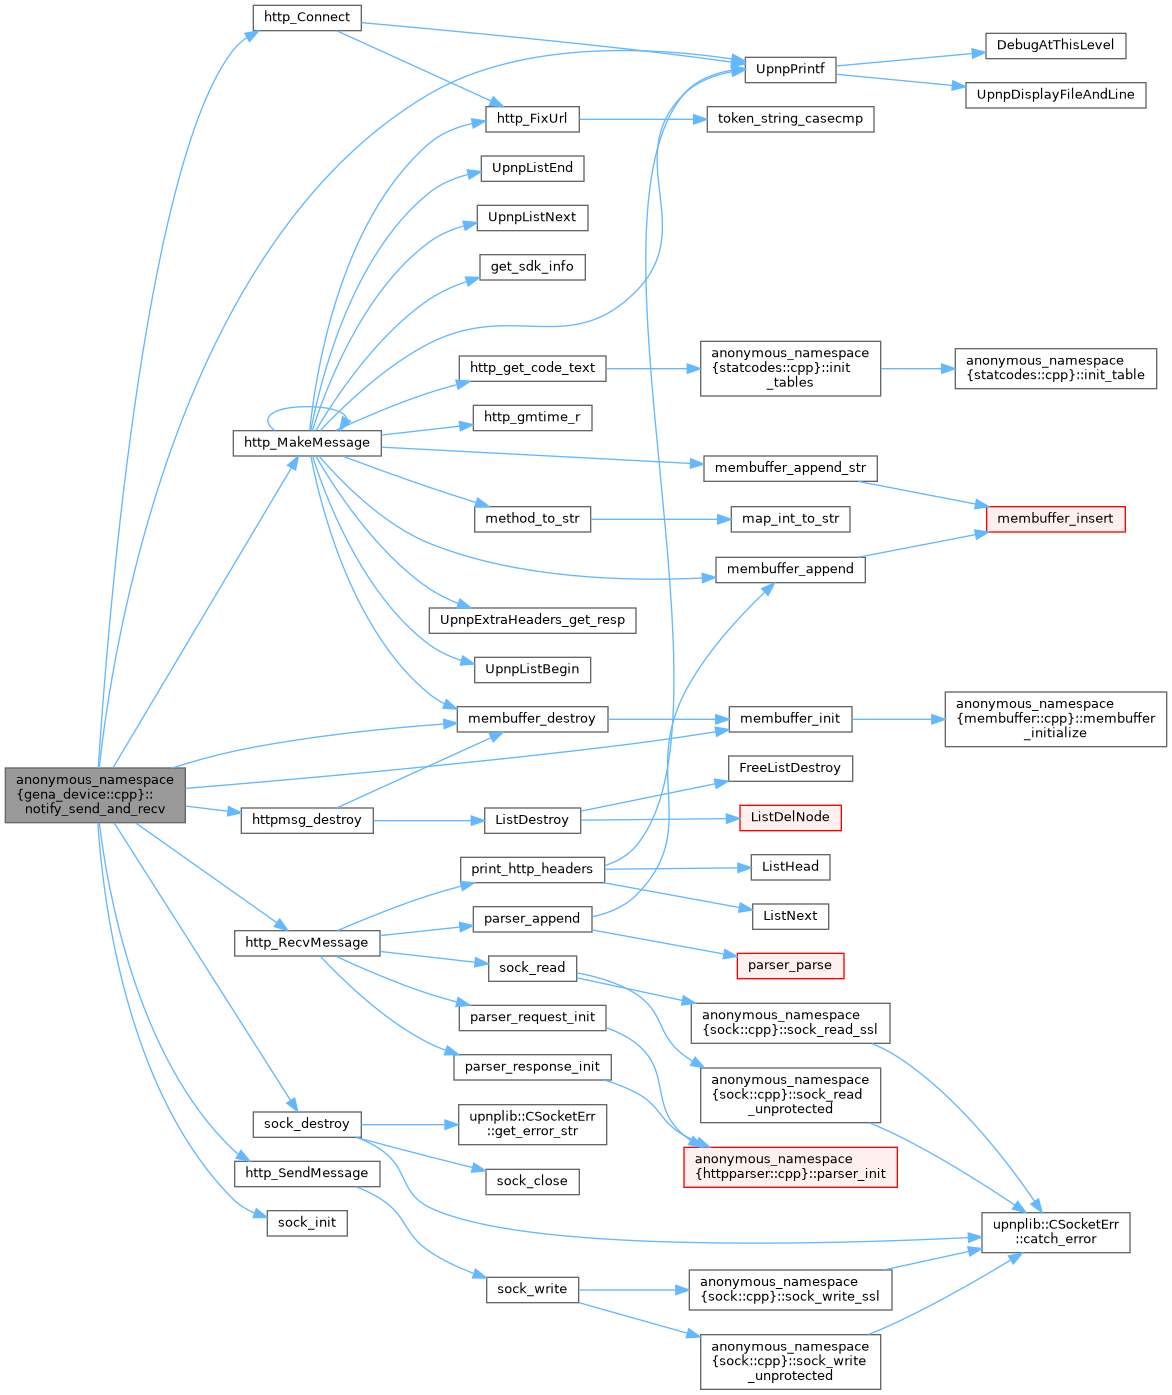 http_Connect
DebugAtThisLevel
UpnpPrintf
UpnpDisplayFileAndLine
http_FixUrl
token_string_casecmp
UpnpListEnd
UpnpListNext
get_sdk_info
http_get_code_text
anonymous_namespace
{statcodes::cpp}::init
_tables
anonymous_namespace
{statcodes::cpp}::init_table
http_gmtime_r
http_MakeMessage
membuffer_append_str
method_to_str
map_int_to_str
membuffer_insert
membuffer_append
UpnpExtraHeaders_get_resp
UpnpListBegin
membuffer_destroy
membuffer_init
anonymous_namespace
{membuffer::cpp}::membuffer
_initialize
anonymous_namespace
{gena_device::cpp}::
notify_send_and_recv
httpmsg_destroy
ListDestroy
FreeListDestroy
ListDelNode
print_http_headers
ListHead
ListNext
parser_append
http_RecvMessage
parser_parse
sock_read
parser_request_init
anonymous_namespace
{sock::cpp}::sock_read_ssl
parser_response_init
anonymous_namespace
{sock::cpp}::sock_read
_unprotected
sock_destroy
upnplib::CSocketErr
::get_error_str
anonymous_namespace
{httpparser::cpp}::parser_init
http_SendMessage
sock_close
sock_init
upnplib::CSocketErr
::catch_error
sock_write
anonymous_namespace
{sock::cpp}::sock_write_ssl
anonymous_namespace
{sock::cpp}::sock_write
_unprotected